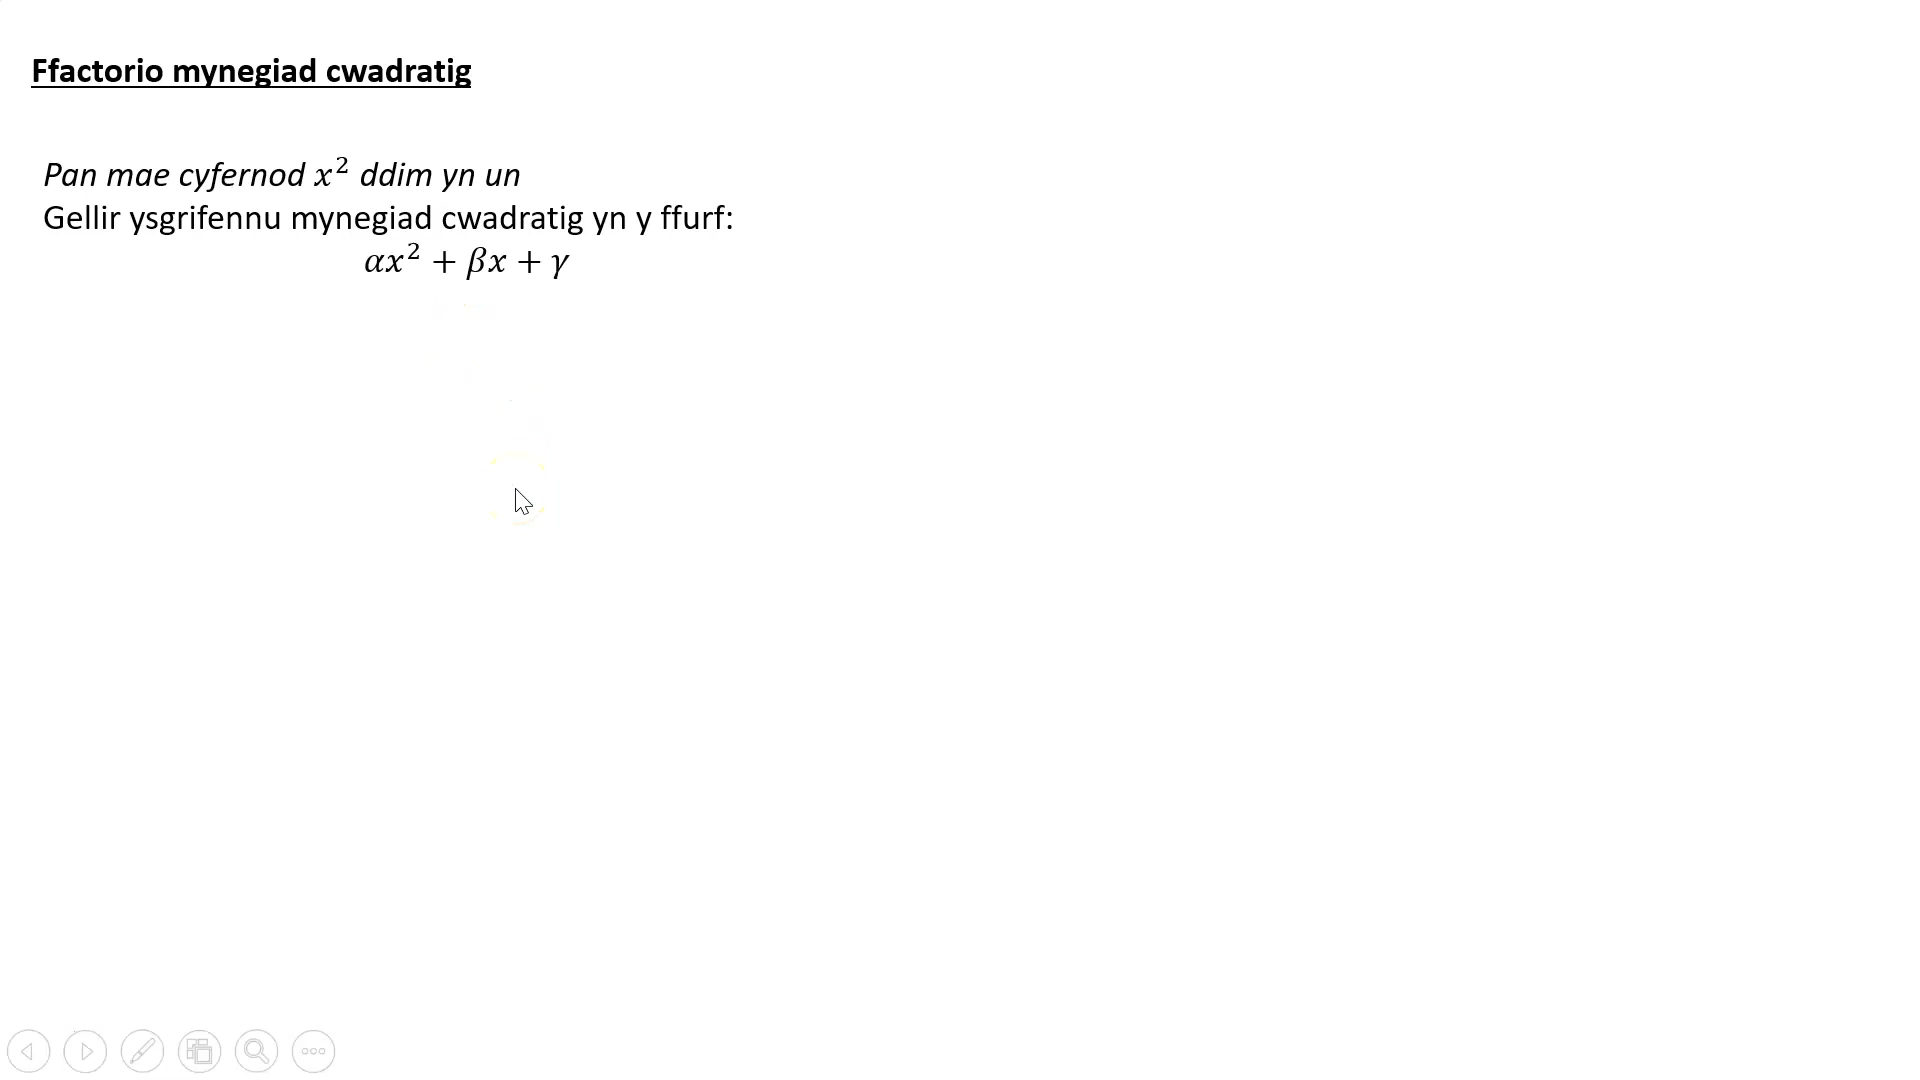 Ffactorio mynegiad cwadratig
Pan mae cyfernod 𝑥² ddim yn un
Gellir ysgrifennu mynegiad cwadratig yn y ffurf:
𝛼𝑥² + 𝛽𝑥 + 𝛾